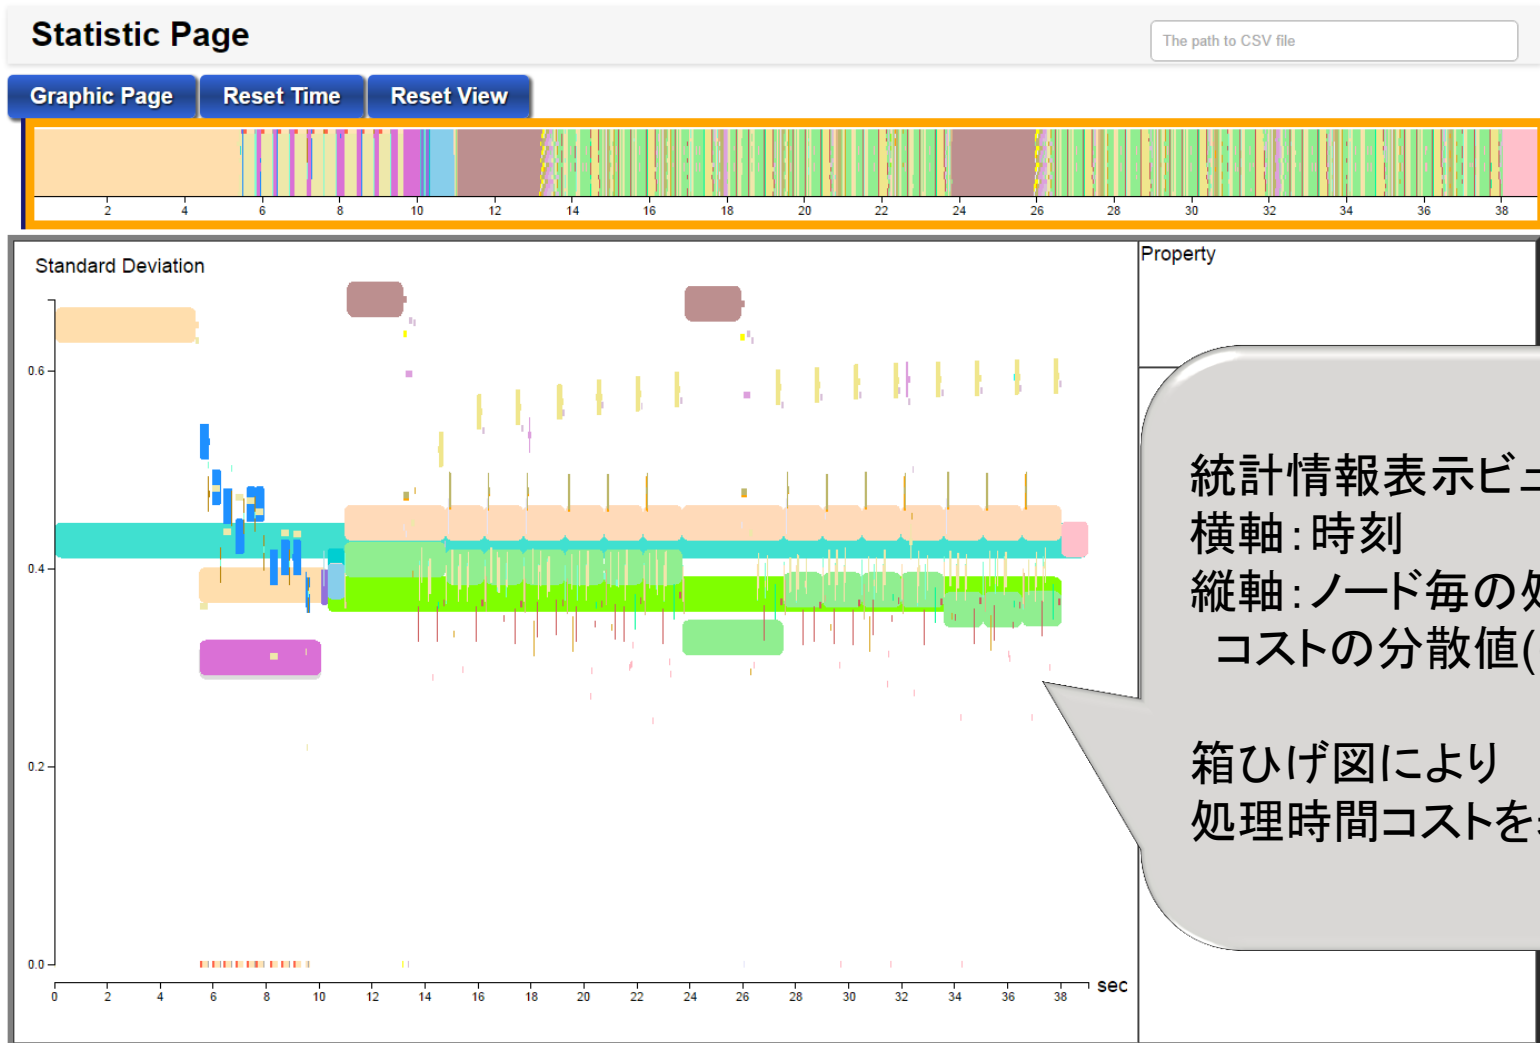 Statistic Page
The path to CSV file
Graphic Page Reset Time Reset View
2 4 6 8 10 12 14 16 18 20 22 24 26 28 30 32 34 36 38
Standard Deviation
Property
0.6
0.4
0.2
0.0
0 2 4 6 8 10 12 14 16 18 20 22 24 26 28 30 32 34 36 38 sec
統計情報表示ビュ
横軸:時刻
縦軸:ノード毎の処
コストの分散値(
箱ひげ図により
処理時間コストを